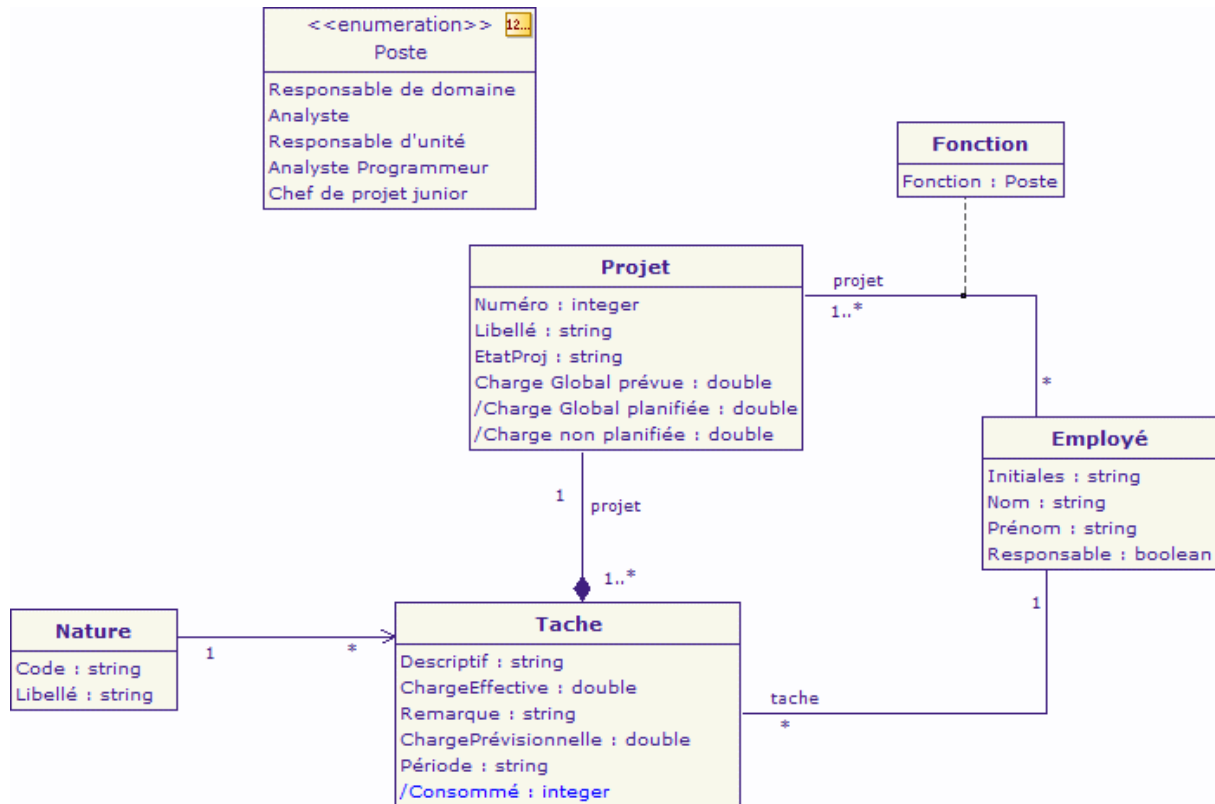 <<enumeration>>
12...
Poste
Responsable de domaine
Analyste
Responsable d'unité
Analyste Programmeur
Chef de projet junior
Fonction
Fonction : Poste
Projet
Numéro : integer
Libellé : string
EtatProj : string
Charge Global prévue : double
/Charge Global planifiée : double
/Charge non planifiée : double
projet
1..*
*
Employé
Initiales : string
Nom : string
Prénom : string
Responsable : boolean
1
projet
1..*
1
Nature
Code : string
Libellé : string
1
*
Tache
Descriptif : string
ChargeEffective : double
Remarque : string
ChargePrévisionnelle : double
Période : string
/Consommé : integer
tache
*